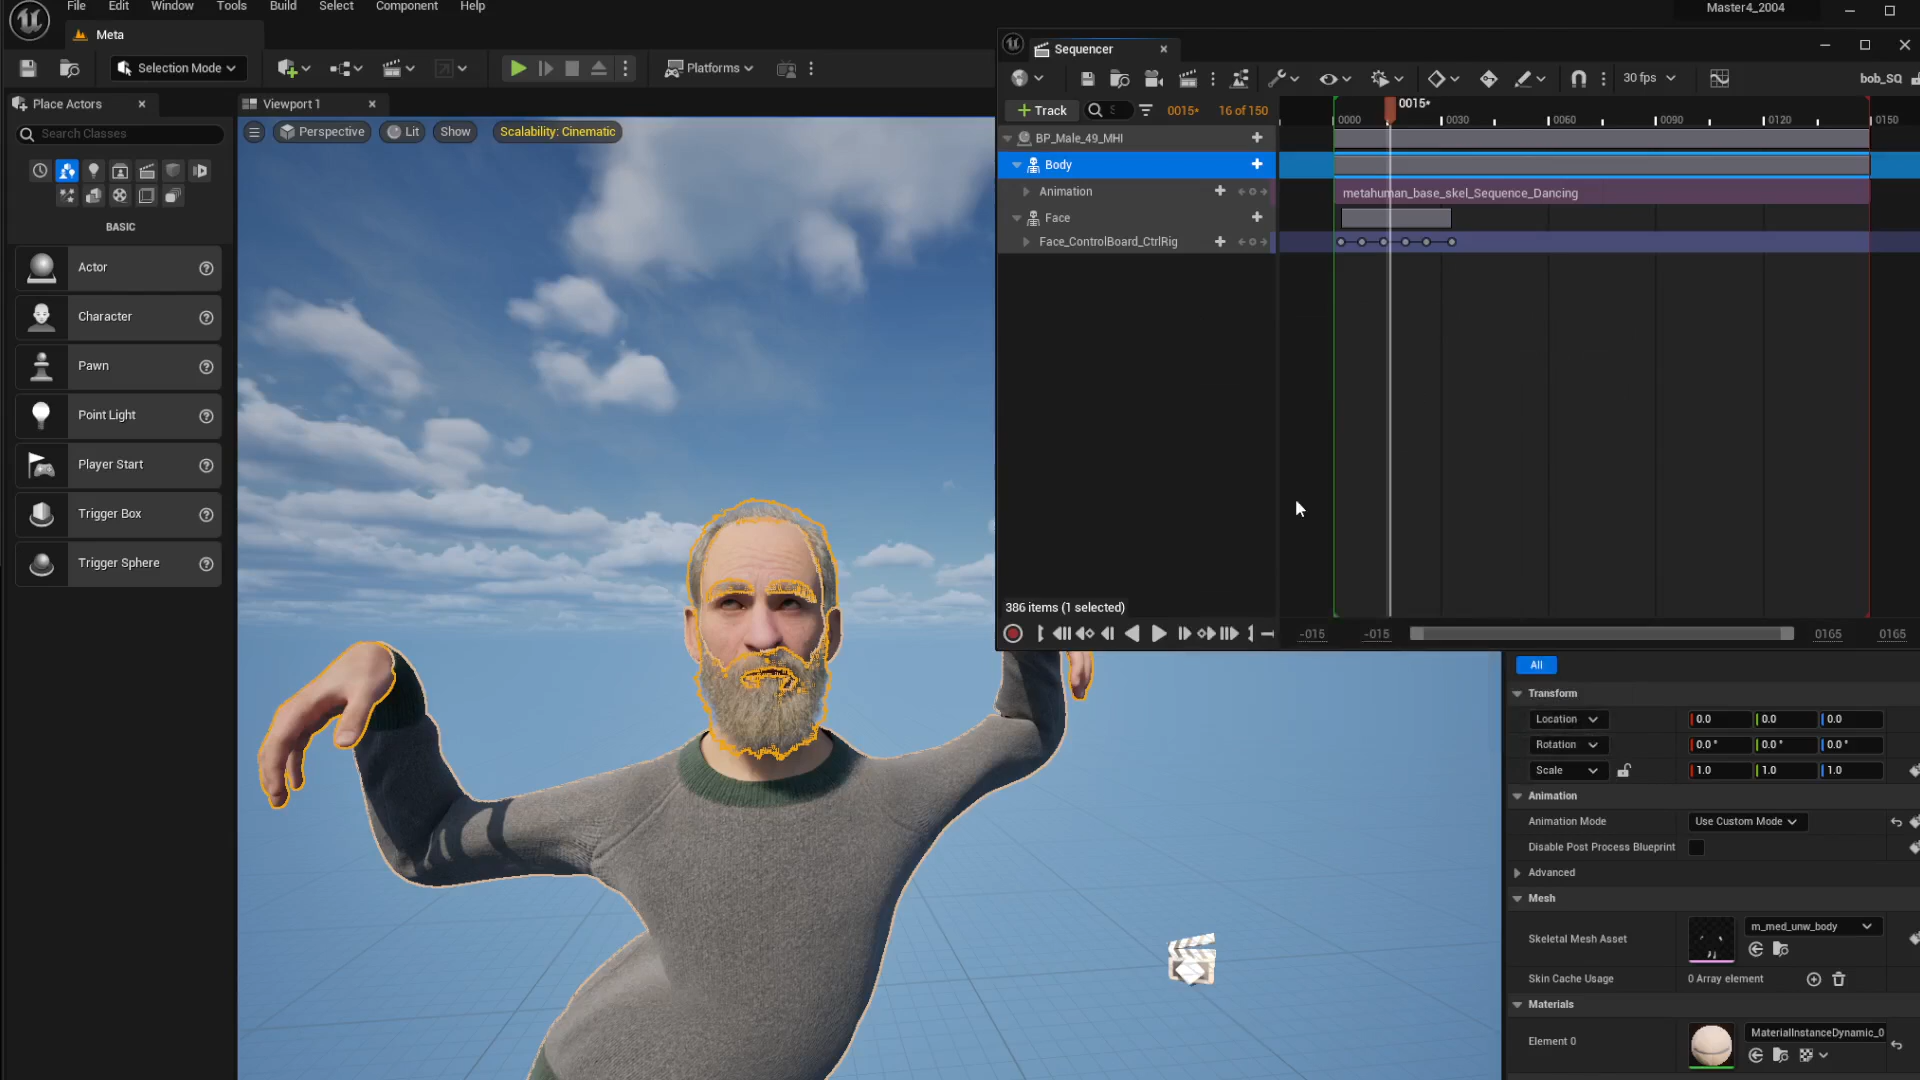 File Edit Window Tools Build Select Component Help
Master4_2004
Meta
Selection Mode
Platforms
Place Actors
Search Classes
BASIC
Actor
Character
Pawn
Point Light
Player Start
Trigger Box
Trigger Sphere
Viewport 1
Perspective Lit Show Scalability: Cinematic
Sequencer
30 fps
bob_SQ
Track
0015*
16 of 150
0015*
0000 0030 0060 0090 0120 0150
BP_Male_49_MHI
Body
Animation
metahuman_base_skel_Sequence_Dancing
Face
Face_ControlBoard_CtrlRig
386 items (1 selected)
-015 -015 0165 0165
All
Transform
Location 0.0 0.0 0.0
Rotation 0.0° 0.0° 0.0°
Scale 1.0 1.0 1.0
Animation
Animation Mode Use Custom Mode
Disable Post Process Blueprint
Advanced
Mesh
Skeletal Mesh Asset m_med_unw_body
Skin Cache Usage 0 Array element
Materials
Element 0 MaterialInstanceDynamic_0